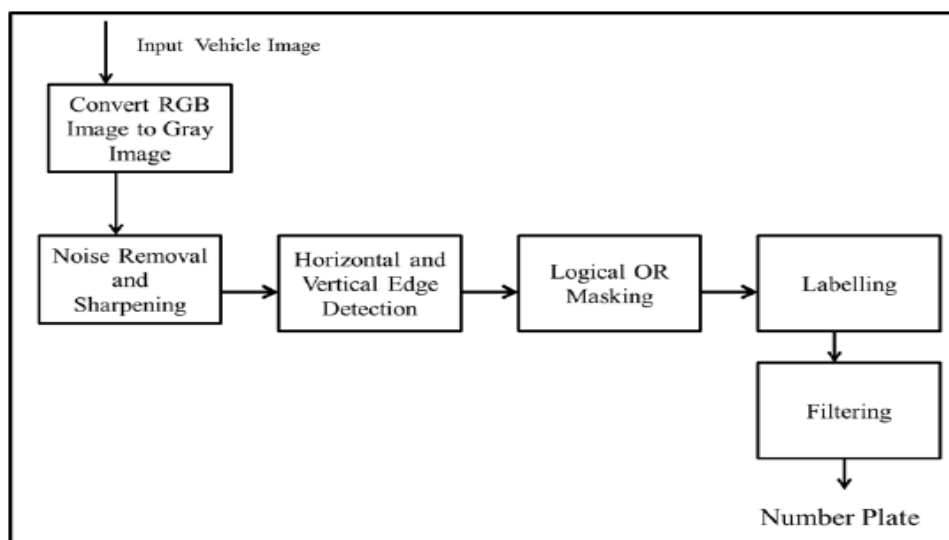 Input Vehicle Image
Convert RGB
Image to Gray
Image
Noise Removal
and
Sharpening
Horizontal and
Vertical Edge
Detection
Logical OR
Masking
Labelling
Filtering
Number Plate